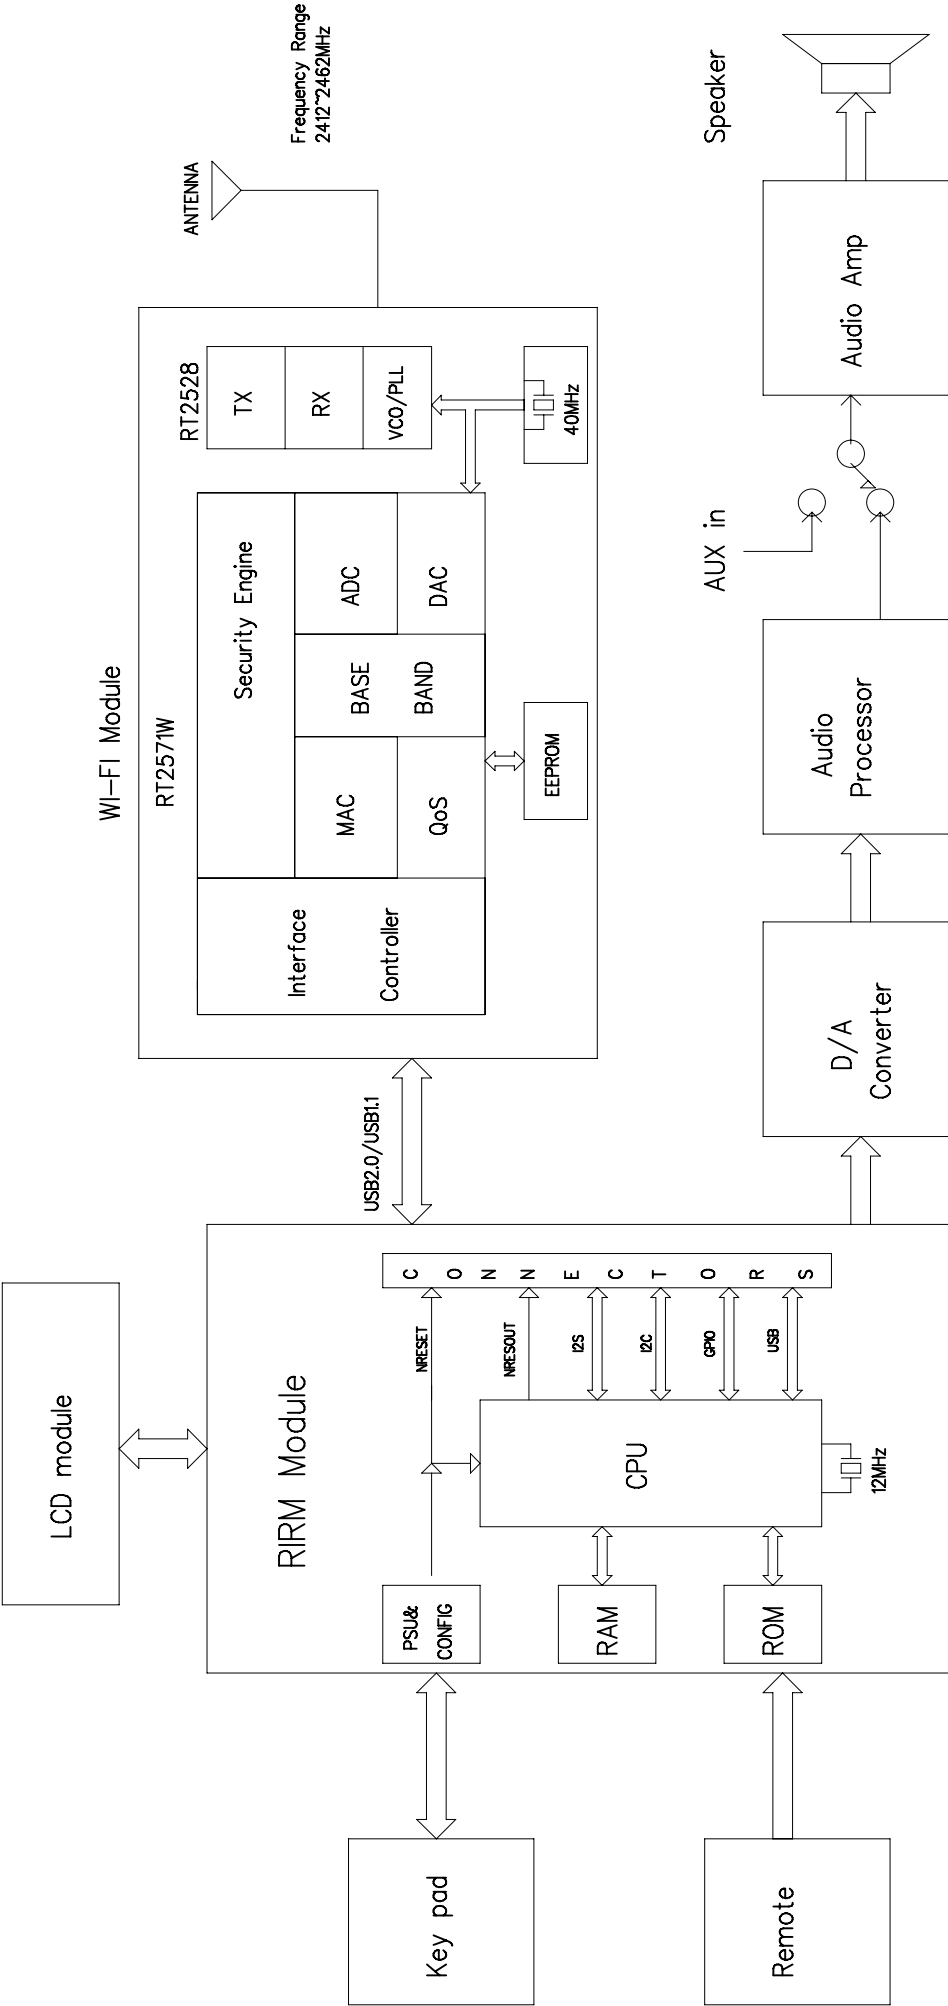 LCD module
WI-FI Module
RT2571W
RT2528
ANTENNA
Frequency Range
2412~2462MHz
Interface
Controller
Security Engine
MAC
QoS
BASE
BAND
ADC
DAC
TX
RX
VCO/PLL
40MHz
EEPROM
USB2.0/USB1.1
RIRM Module
PSU&
CONFIG
RAM
ROM
CPU
12MHz
NRESET
NRESOUT
I2S
I2C
GPIO
USB
CONNECTORS
Key pad
Remote
D/A
Converter
Audio
Processor
AUX in
Audio Amp
Speaker